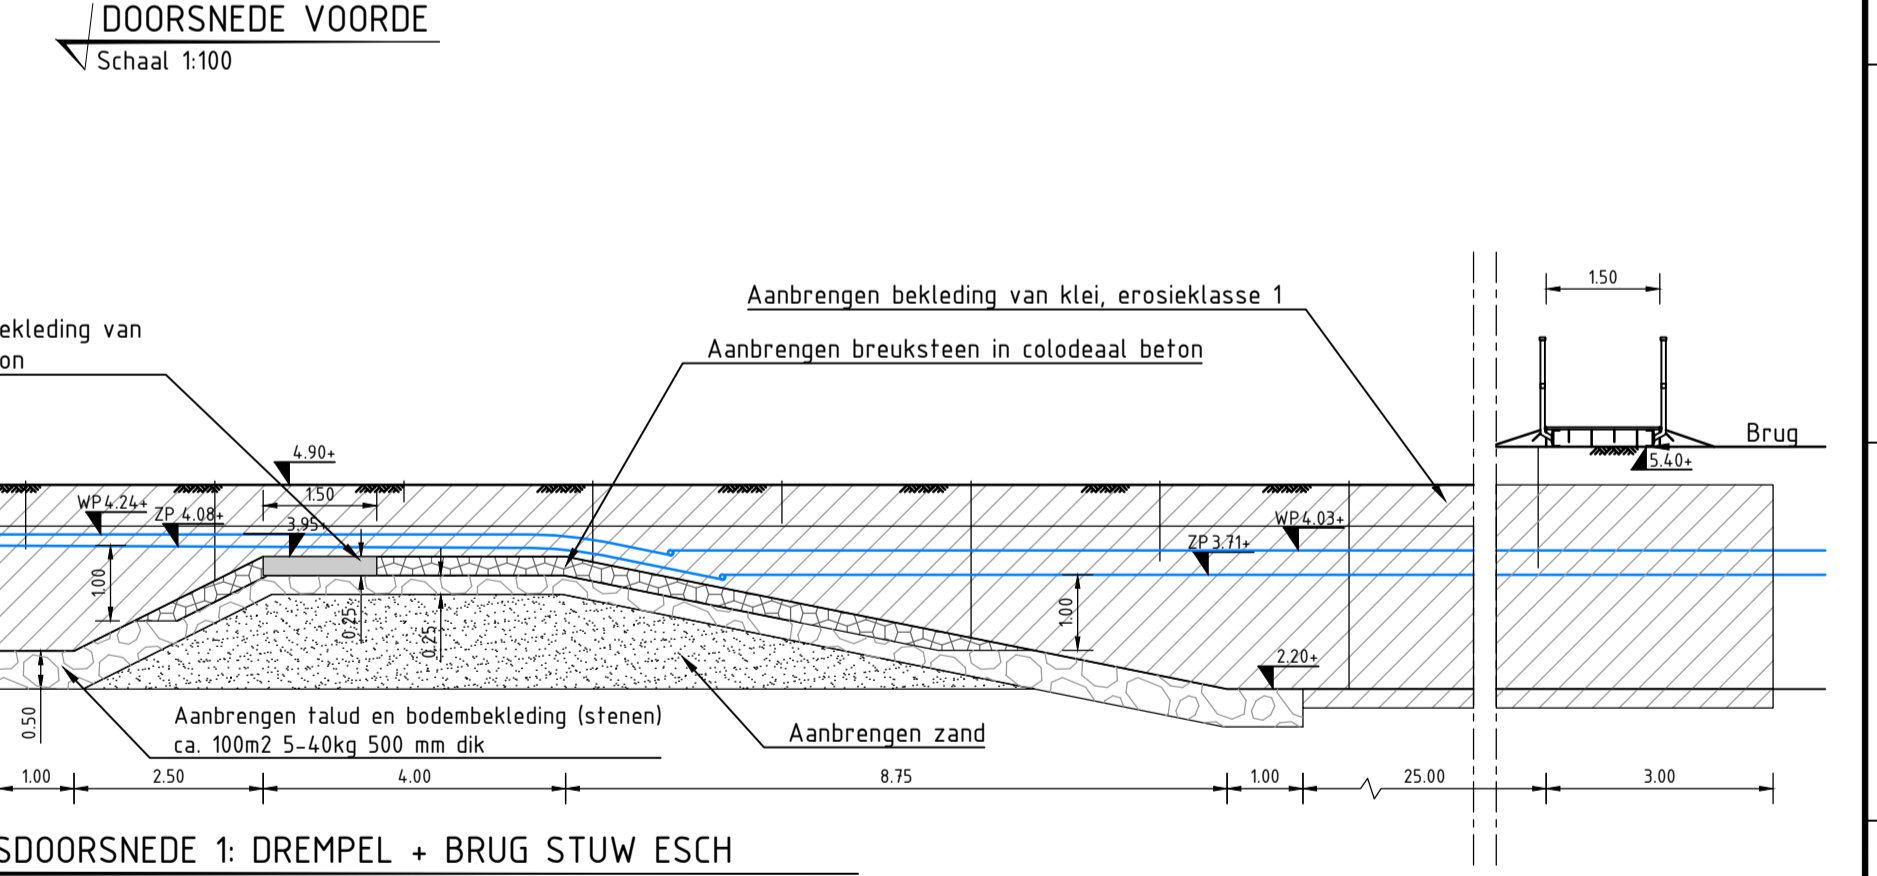 DOORSNEDE VOORDE
Schaal 1:100
Aanbrengen bekleding van klei, erosieklasse 1
1.50
ekleding van
on
Aanbrengen breuksteen in colodeaal beton
Brug
5.40+
4.90+
1.50
WP 4.24+
ZP 4.08+
3.95+
WP 4.03+
ZP 3.71+
1.00
0.25
0.25
1.00
2.20+
0.50
Aanbrengen talud en bodembekleding (stenen)
ca. 100m2 5-40kg 500 mm dik
Aanbrengen zand
1.00 2.50 4.00 8.75 1.00 25.00 3.00
SDOORSNEDE 1: DREMPEL + BRUG STUW ESCH